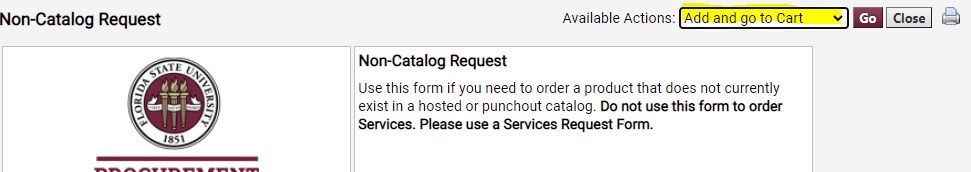 Non-Catalog Request
Available Actions: Add and go to Cart Go Close
FLORIDA STATE UNIVERSITY
1851
PROCUREMENT
Non-Catalog Request
Use this form if you need to order a product that does not currently
exist in a hosted or punchout catalog. Do not use this form to order
Services. Please use a Services Request Form.